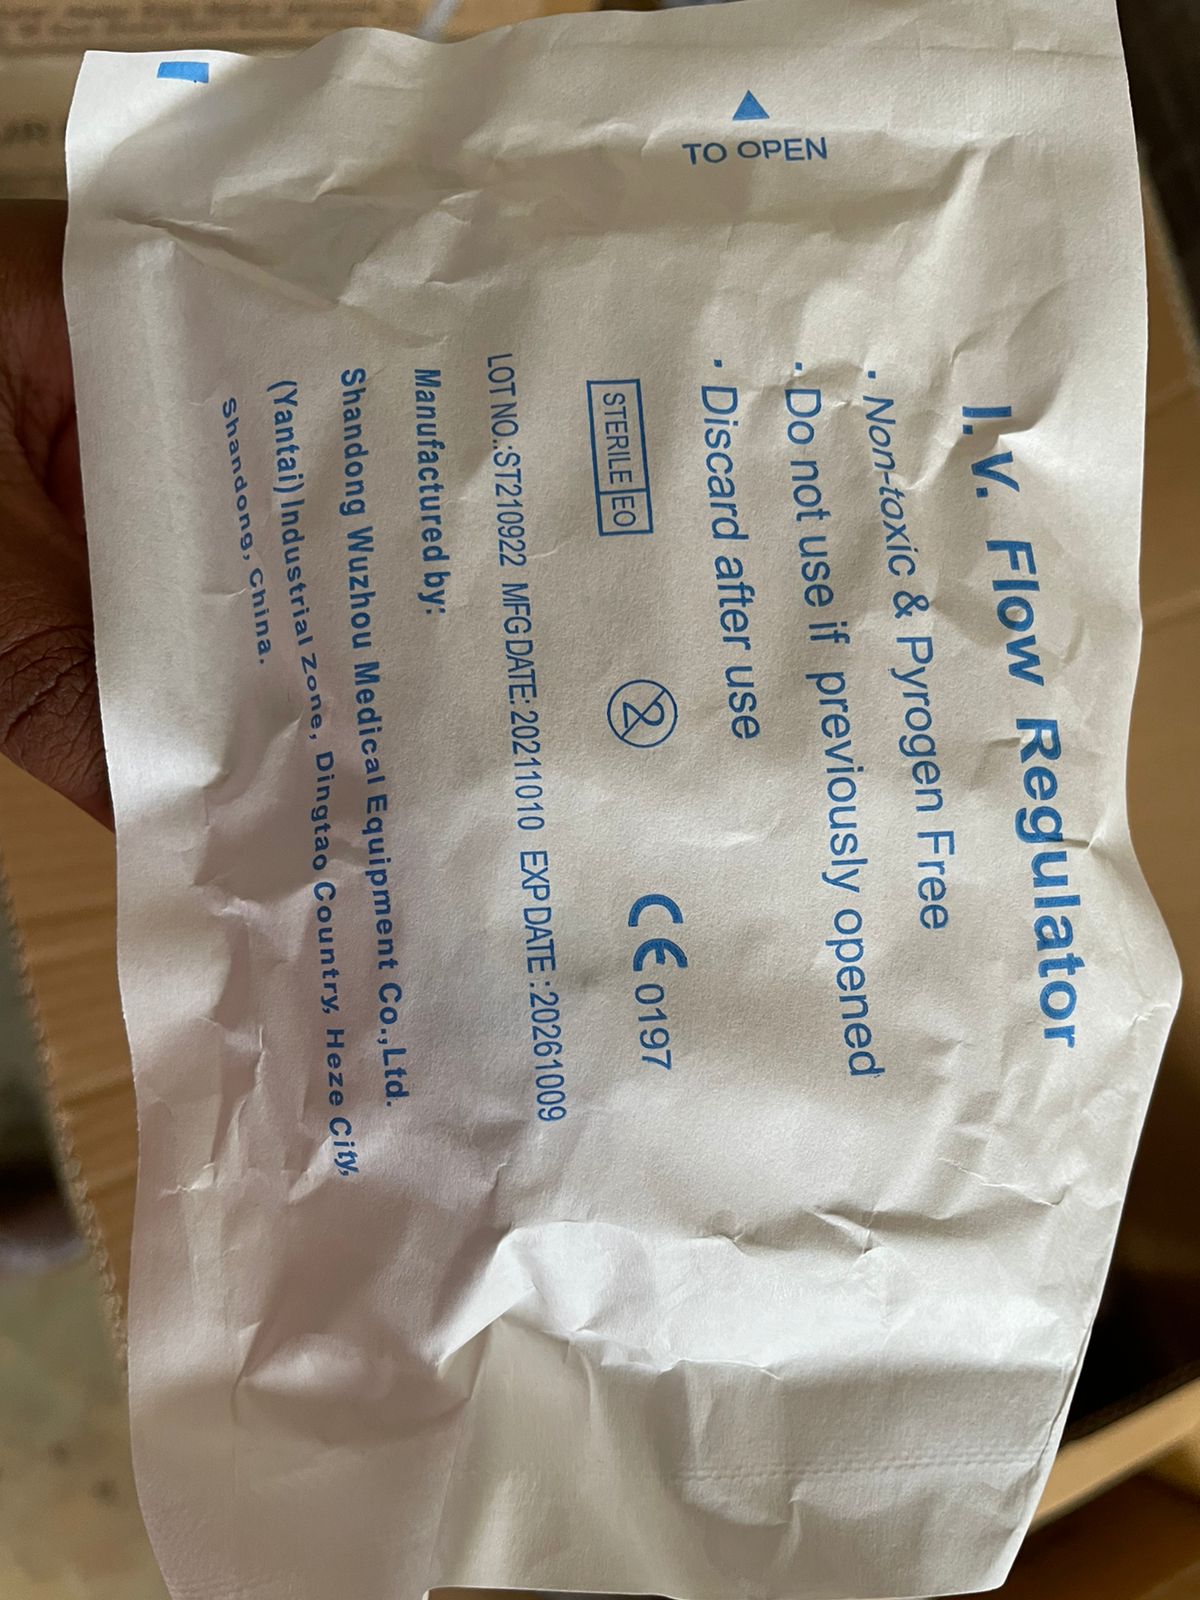 TO OPEN
I. V. Flow Regulator
. Non-toxic & Pyrogen Free
. Do not use if previously opened
. Discard after use
STERILE EO 2 CE 0197
LOT NO.:ST210922 MFG DATE: 20211010 EXP DATE :20261009
Manufactured by:
Shandong Wuzhou Medical Equipment Co.,Ltd.
(Yantai) Industrial Zone, Dingtao Country, Heze City,
Shandong, China.